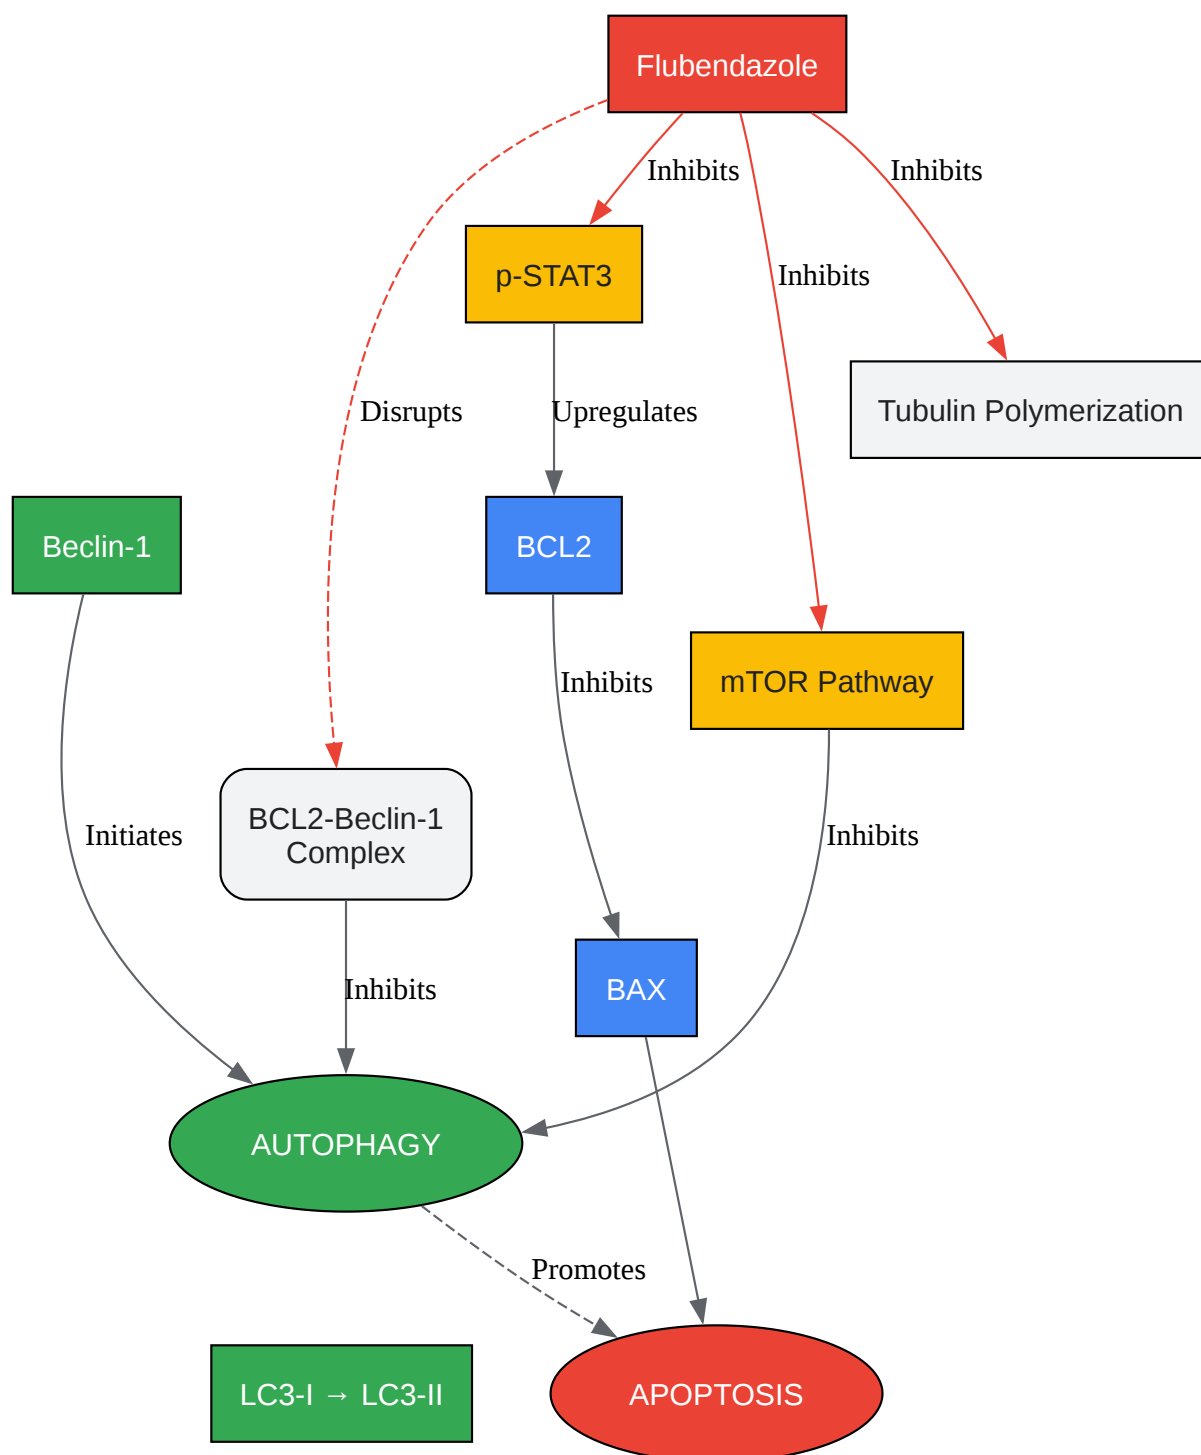 Flubendazole
Inhibits
Inhibits
p-STAT3
Inhibits
Disrupts
Upregulates
Tubulin Polymerization
Beclin-1
BCL2
Inhibits
mTOR Pathway
BCL2-Beclin-1
Complex
Initiates
Inhibits
Inhibits
BAX
AUTOPHAGY
Promotes
LC3-I → LC3-II
APOPTOSIS